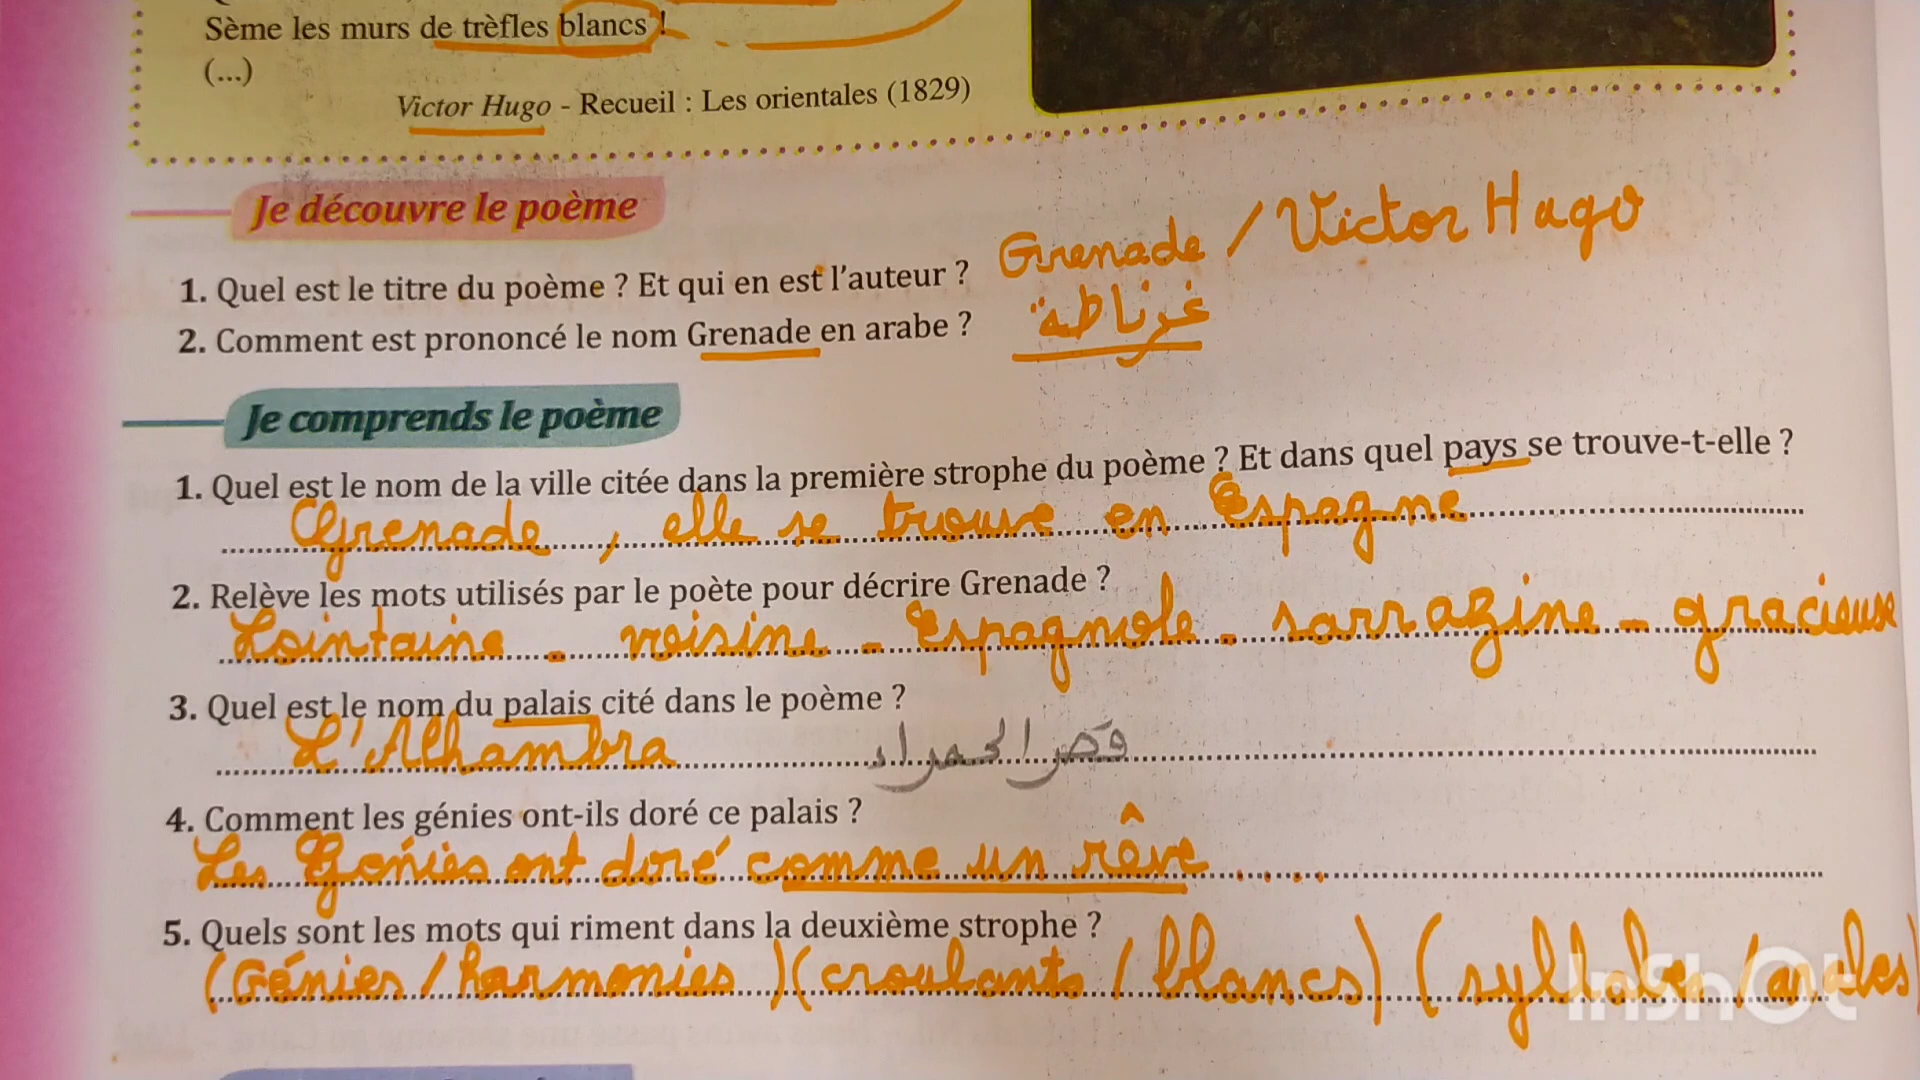 Sème les murs de trèfles blancs !
(...)
Victor Hugo - Recueil : Les orientales (1829)
Je découvre le poème
1. Quel est le titre du poème ? Et qui en est l'auteur ? Grenade / Victor Hugo
2. Comment est prononcé le nom Grenade en arabe ? غرناطة
Je comprends le poème
1. Quel est le nom de la ville citée dans la première strophe du poème ? Et dans quel pays se trouve-t-elle ?
Grenade, elle se trouve en Espagne
2. Relève les mots utilisés par le poète pour décrire Grenade ?
Lointaine - voisine - Espagnole - sarrazine - gracieuse
3. Quel est le nom du palais cité dans le poème ?
L'Alhambra قصر الحمراء
4. Comment les génies ont-ils doré ce palais ?
Les Génies ont doré comme un rêve .....
5. Quels sont les mots qui riment dans la deuxième strophe ?
(Génies / harmonies) (croulants / blancs) (syllabes /
InShOt